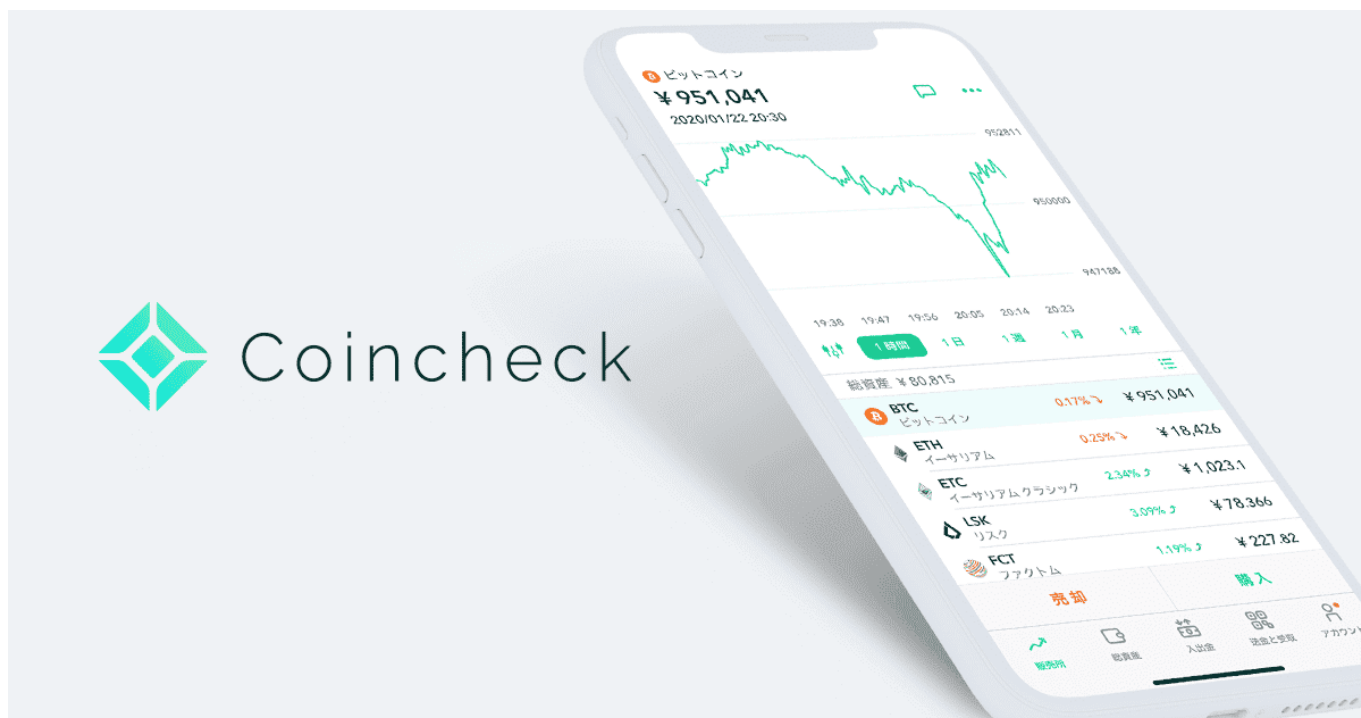 Coincheck
ビットコイン
¥ 951,041
2020/01/22 20:30
952811
950000
947188
19:38 19:47 19:56 20:05 20:14 20:23
1時間 1日 1週 1月 1年
総資産 ¥ 80,815
BTC 0.17% ¥ 951,041
ビットコイン
ETH 0.25% ¥ 18,426
イーサリアム
ETC 2.34% ¥ 1,023.1
イーサリアムクラシック
LSK 3.09% ¥ 78.366
リスク
FCT 1.19% ¥ 227.82
ファクトム
売却 購入
販売所 総資産 入出金 送金と受取 アカウント